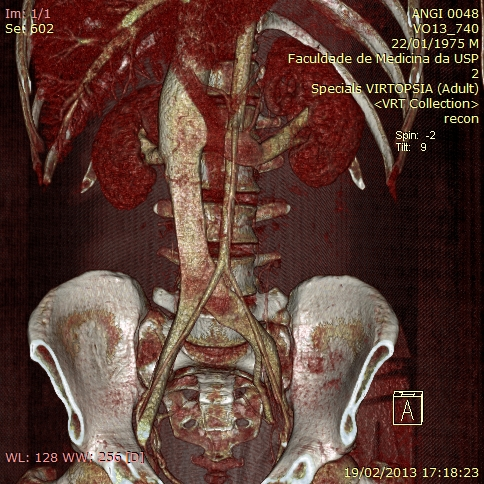 Im: 1/1
Se: 602
ANGI 0048
VO13_740
22/01/1975 M
Faculdade de Medicina da USP
2
Specials VIRTOPSIA (Adult)
<VRT Collection>
recon
Spin: -2
Tilt: 9
A
WL: 128 WW: 256 [D]
19/02/2013 17:18:23